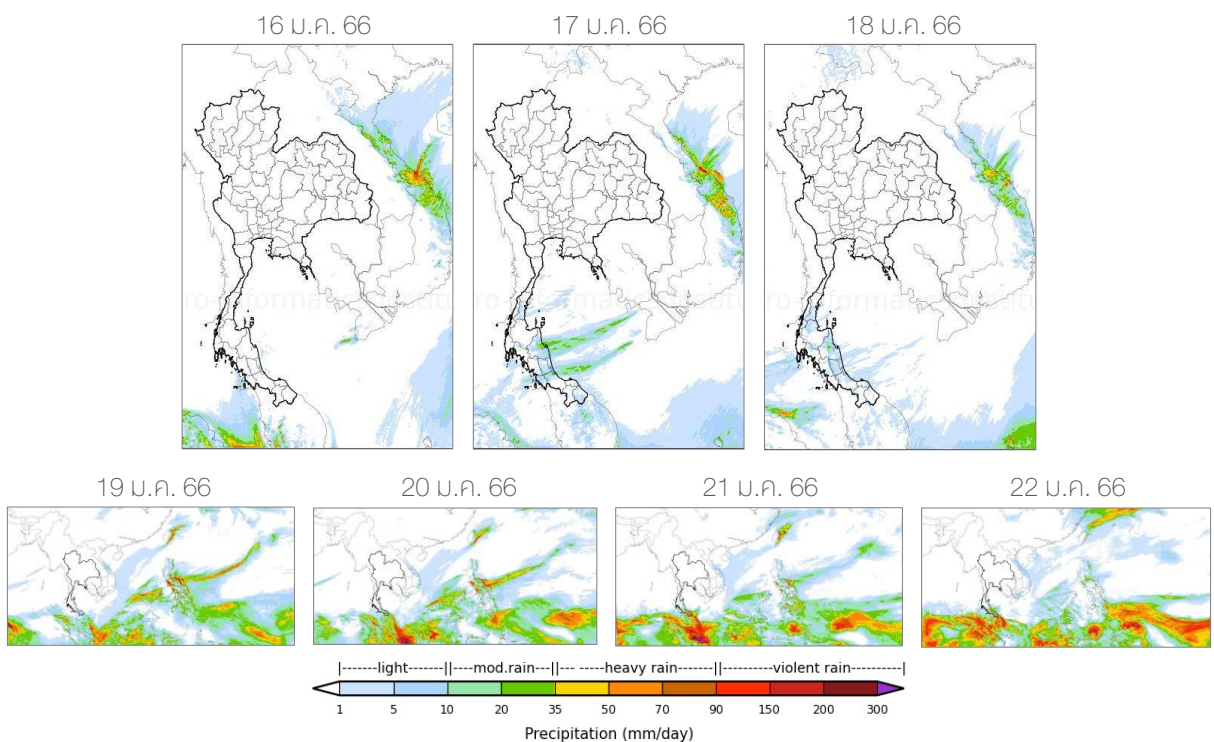 16 ม.ค. 66
17 ม.ค. 66
18 ม.ค. 66
19 ม.ค. 66
20 ม.ค. 66
21 ม.ค. 66
22 ม.ค. 66
|-------light-------||----mod.rain---||--- -----heavy rain------||----------violent rain----------|
1 5 10 20 35 50 70 90 150 200 300
Precipitation (mm/day)